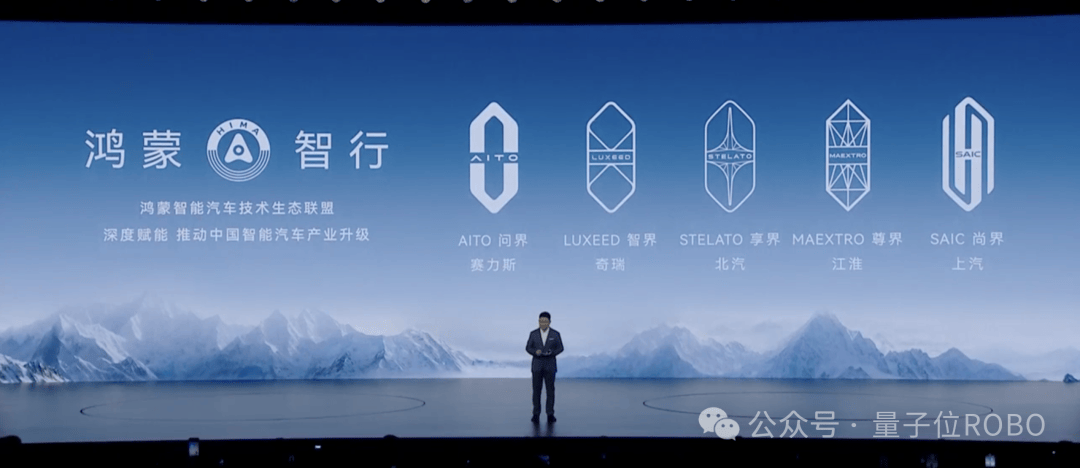 鸿蒙 HIMA 智行
鸿蒙智能汽车技术生态联盟
深度赋能 推动中国智能汽车产业升级
AITO
LUXEED
STELATO
MAEXTRO
SAIC
AITO 问界
赛力斯
LUXEED 智界
奇瑞
STELATO 享界
北汽
MAEXTRO 尊界
江淮
SAIC 尚界
上汽
公众号 · 量子位ROBO